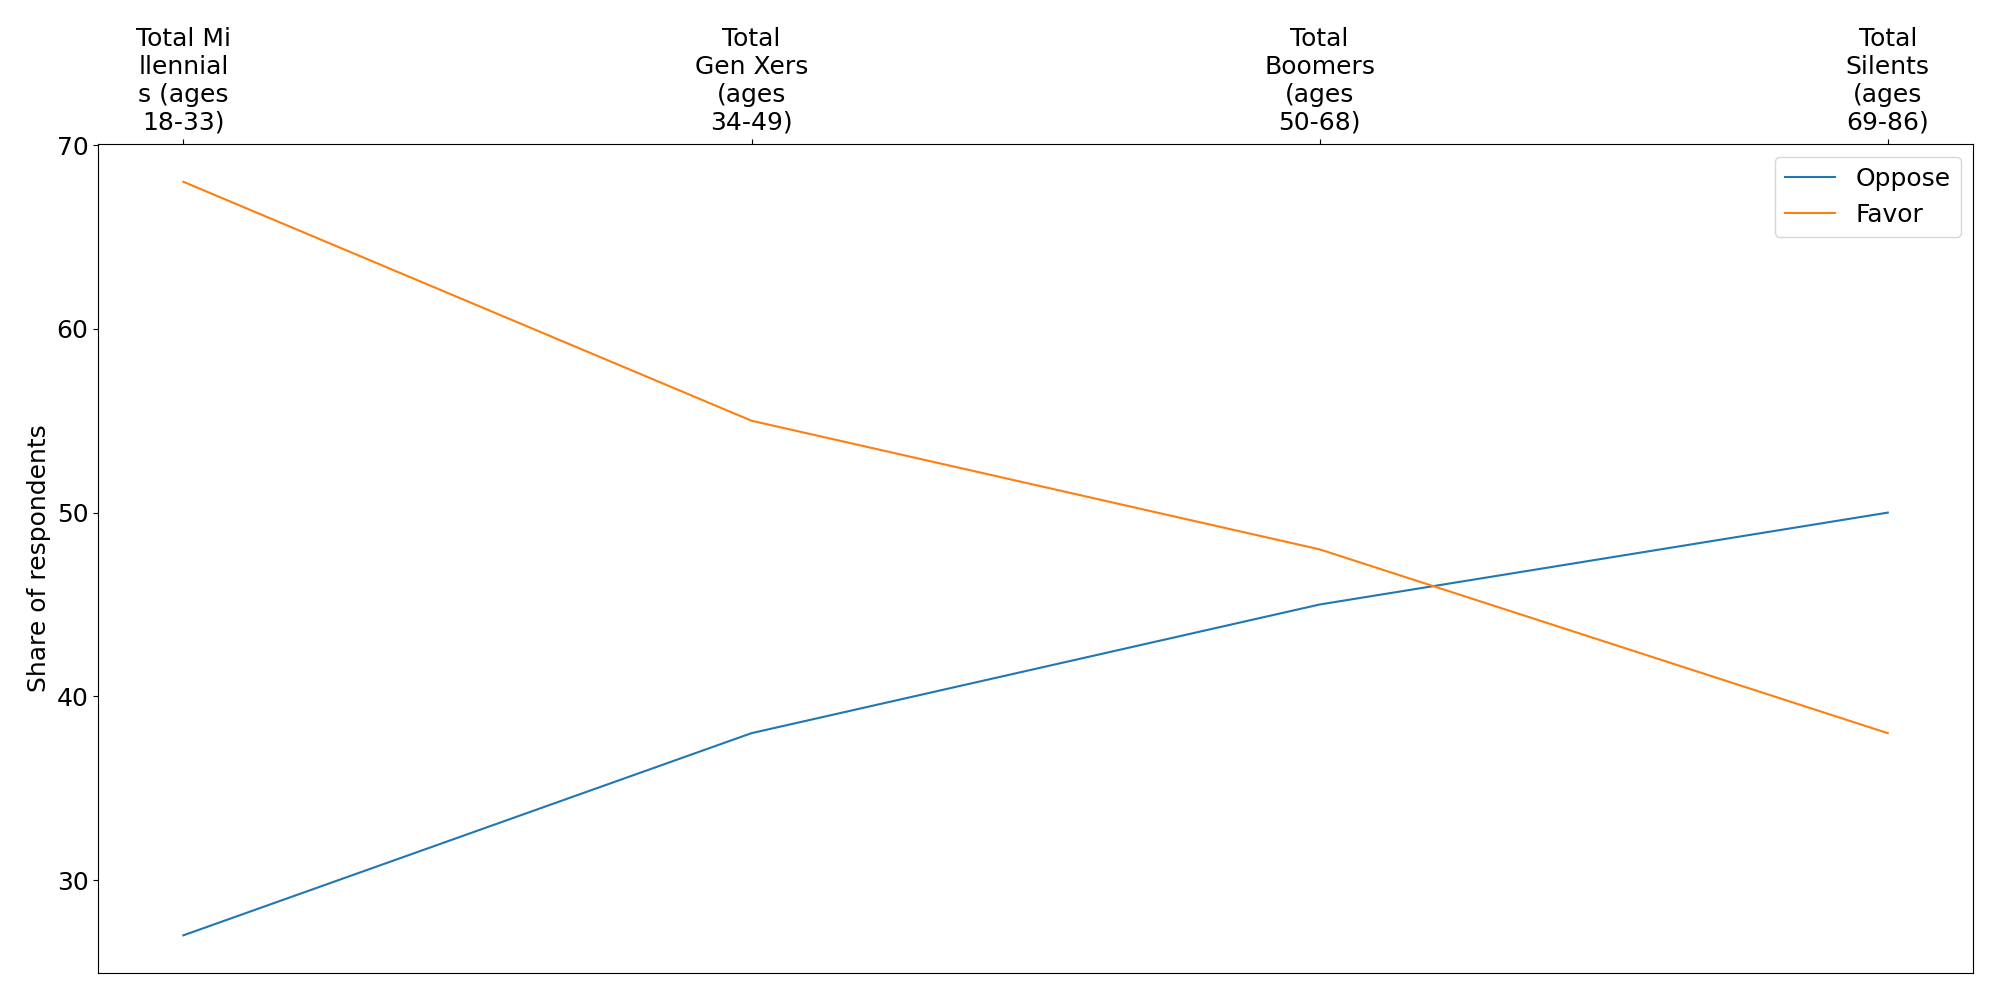 Total Mi
llennial
s (ages
18-33)
Total
Gen Xers
(ages
34-49)
Total
Boomers
(ages
50-68)
Total
Silents
(ages
69-86)
70
60
50
40
30
Share of respondents
Oppose
Favor